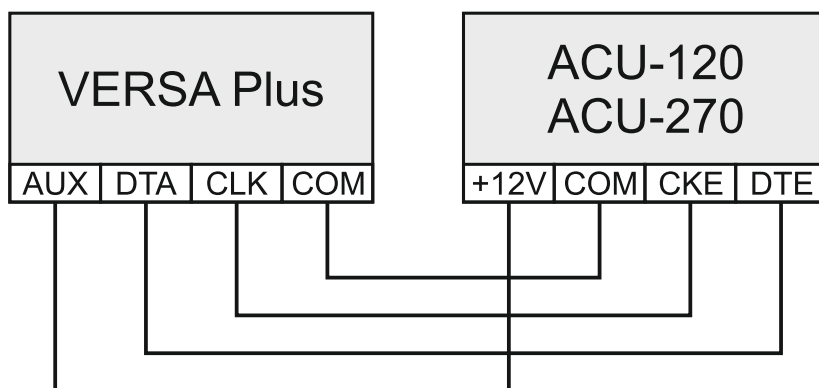 VERSA Plus
AUX DTA CLK COM
ACU-120
ACU-270
+12V COM CKE DTE